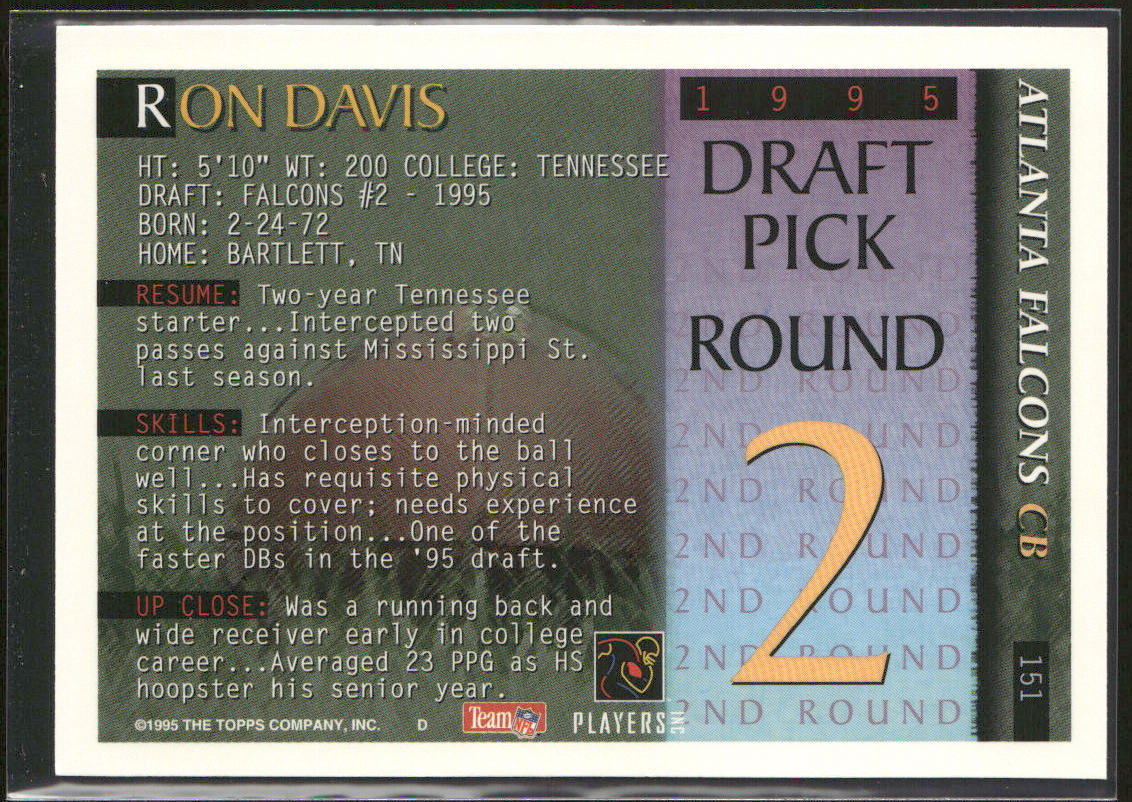 RON DAVIS
HT: 5'10" WT: 200 COLLEGE: TENNESSEE
DRAFT: FALCONS #2 - 1995
BORN: 2-24-72
HOME: BARTLETT, TN
RESUME: Two-year Tennessee
starter...Intercepted two
passes against Mississippi St.
last season.
SKILLS: Interception-minded
corner who closes to the ball
well...Has requisite physical
skills to cover; needs experience
at the position...One of the
faster DBs in the '95 draft.
UP CLOSE: Was a running back and
wide receiver early in college
career...Averaged 23 PPG as HS
hoopster his senior year.
©1995 THE TOPPS COMPANY, INC. D
Team NFL
PLAYERS INC
1995
DRAFT
PICK
ROUND
2
2ND ROUND
2ND ROUND
2ND ROUND
2ND ROUND
2ND ROUND
2ND ROUND
2ND ROUND
2ND ROUND
2ND ROUND
ATLANTA FALCONS CB
151